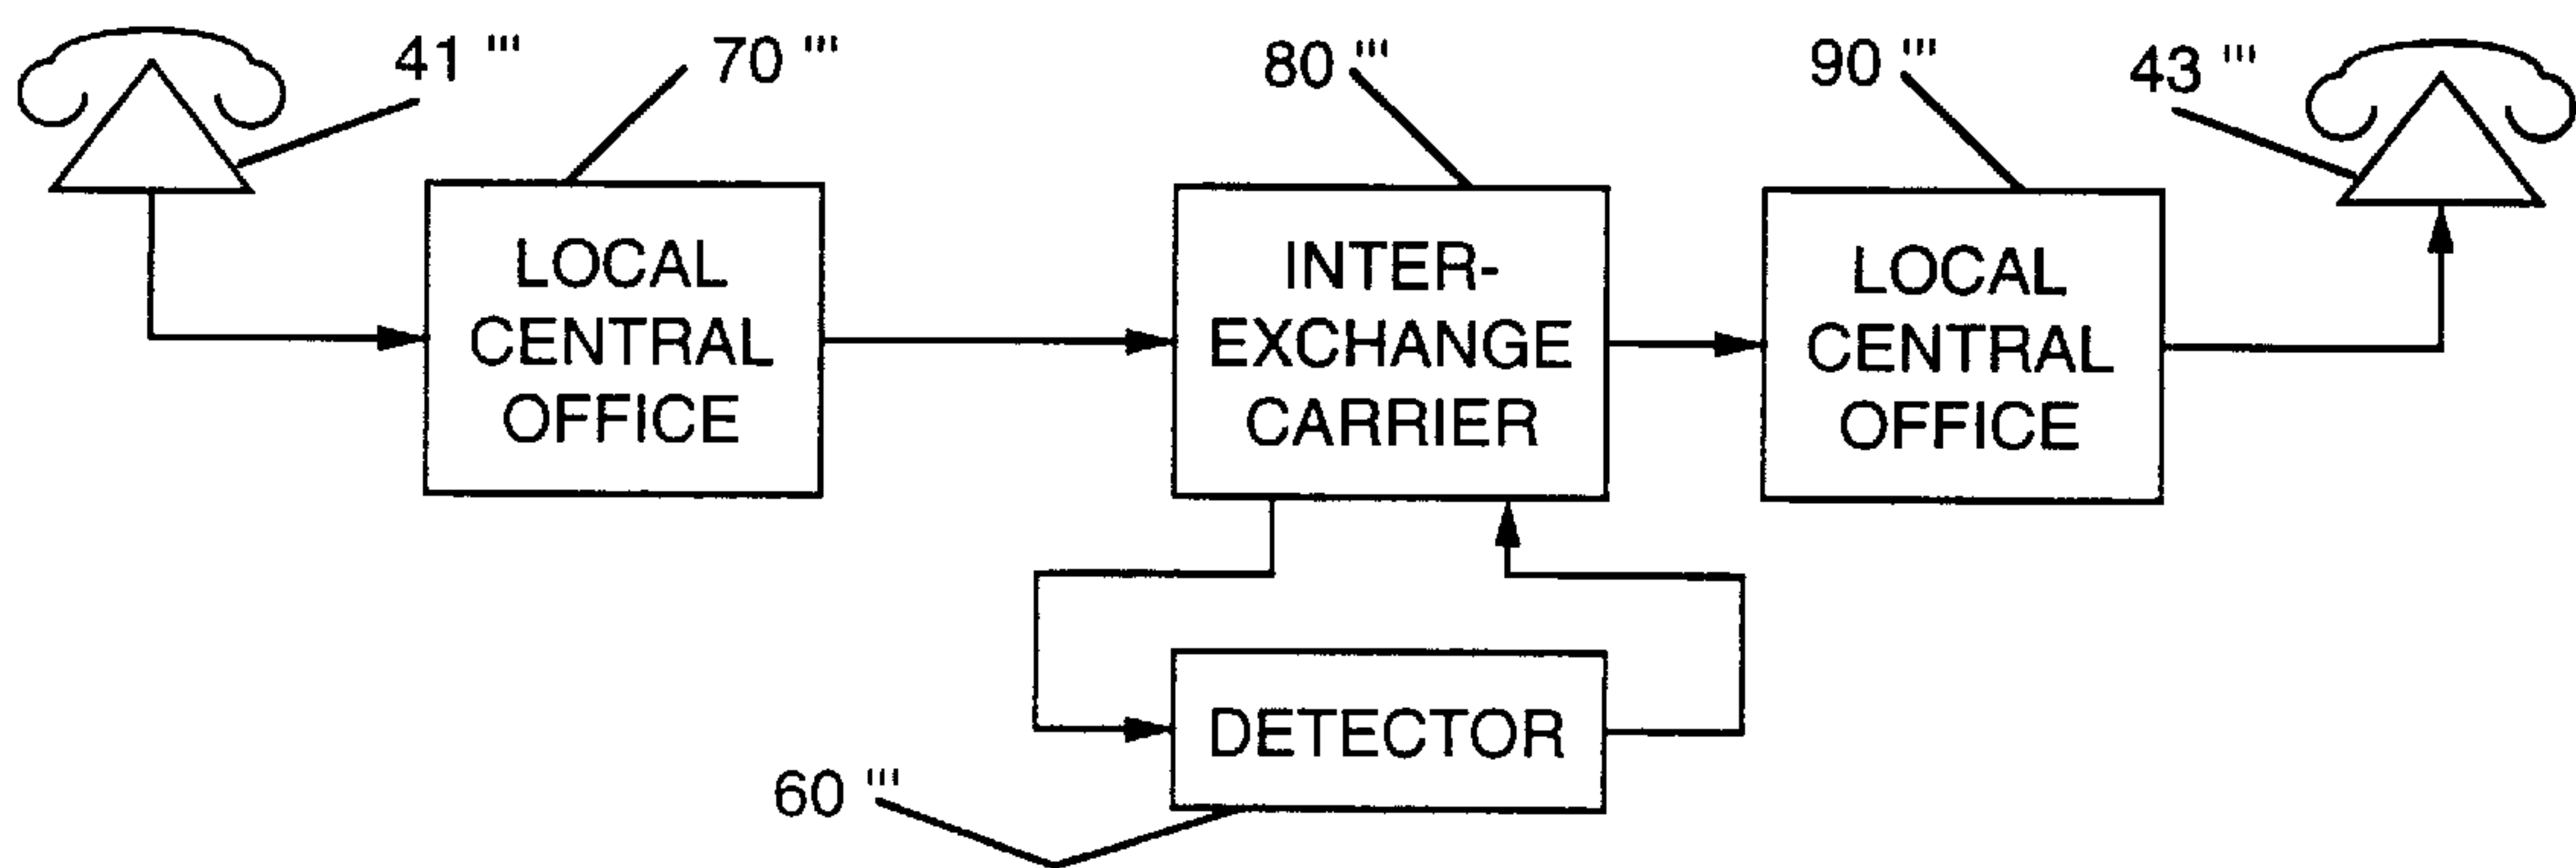 41 '''
70 '''
80 '''
90 '''
43 '''
LOCAL
CENTRAL
OFFICE
INTER-
EXCHANGE
CARRIER
LOCAL
CENTRAL
OFFICE
DETECTOR
60 '''